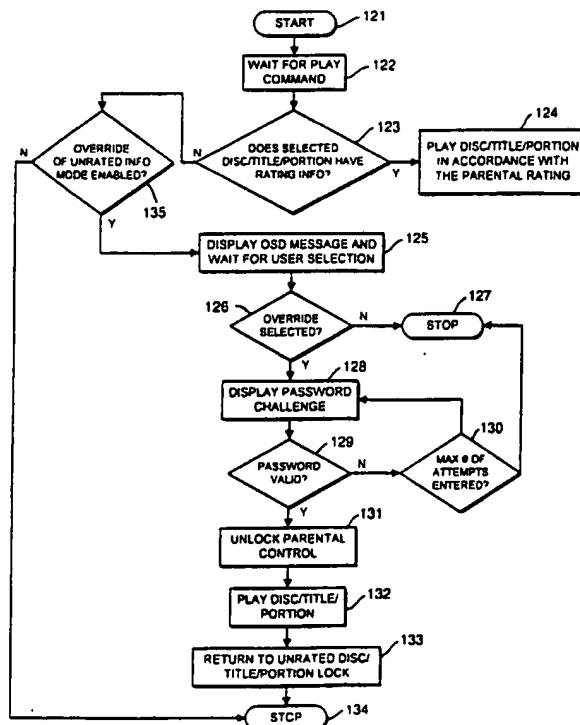 START
121
WAIT FOR PLAY
COMMAND
122
123
124
N
OVERRIDE
OF UNRATED INFO
MODE ENABLED?
135
Y
N
DOES SELECTED
DISC/TITLE/PORTION HAVE
RATING INFO?
Y
PLAY DISC/TITLE/PORTION
IN ACCORDANCE WITH
THE PARENTAL RATING
DISPLAY OSD MESSAGE AND
WAIT FOR USER SELECTION
125
126
OVERRIDE
SELECTED?
N
Y
127
STOP
128
DISPLAY PASSWORD
CHALLENGE
129
PASSWORD
VALID?
N
Y
130
MAX # OF
ATTEMPTS
ENTERED?
131
UNLOCK PARENTAL
CONTROL
PLAY DISC/TITLE/
PORTION
132
133
RETURN TO UNRATED DISC/
TITLE/PORTION LOCK
STOP
134